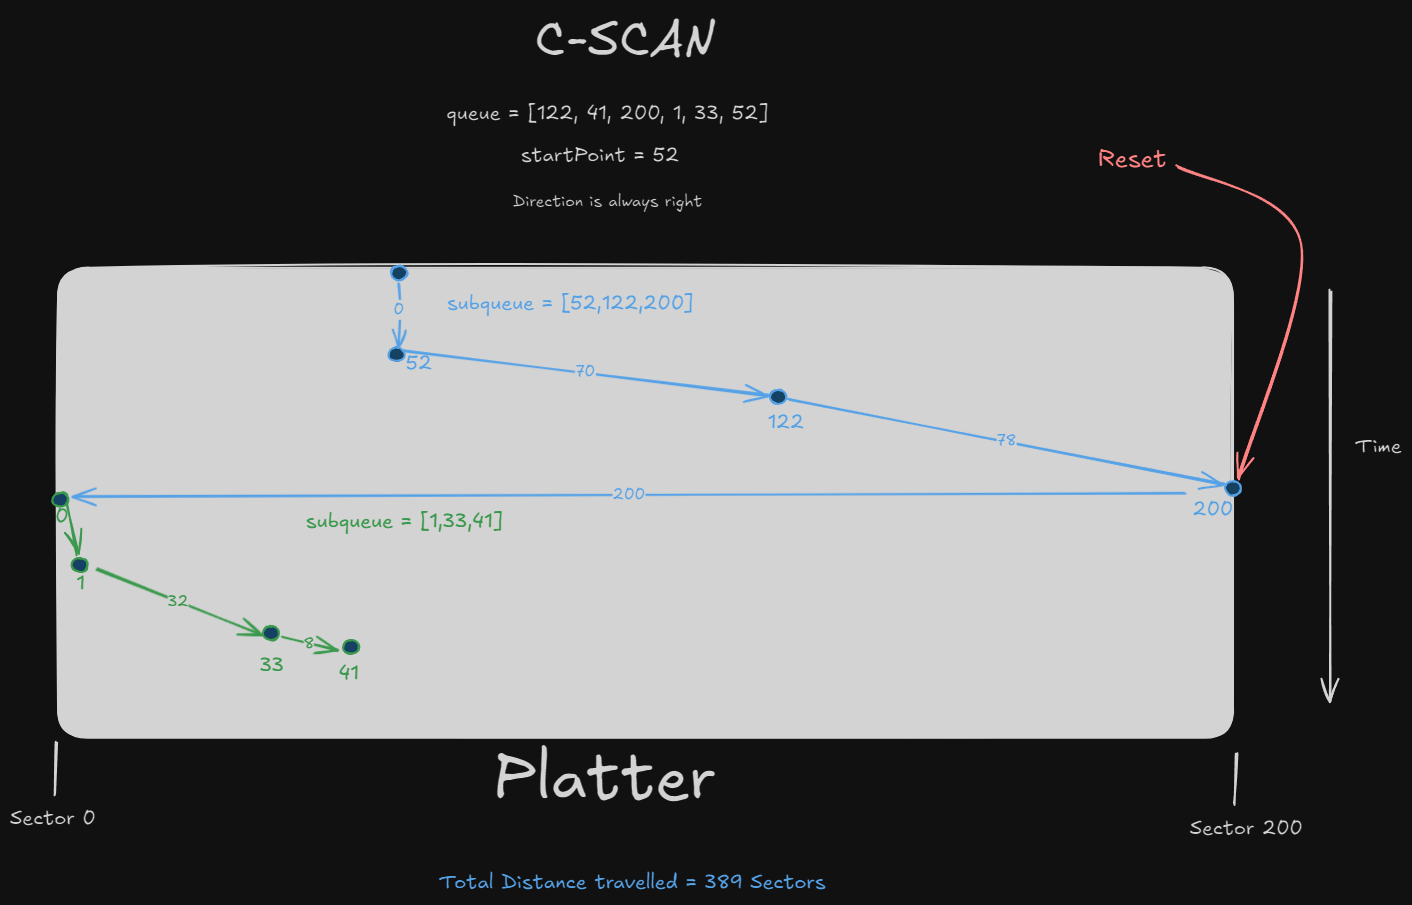 C-SCAN
queue = [122, 41, 200, 1, 33, 52]
startPoint = 52
Direction is always right
Reset
0
subqueue = [52,122,200]
52
70
122
78
Time
200
200
0
subqueue = [1,33,41]
1
32
33
8
41
Platter
Sector 0
Sector 200
Total Distance travelled = 389 Sectors